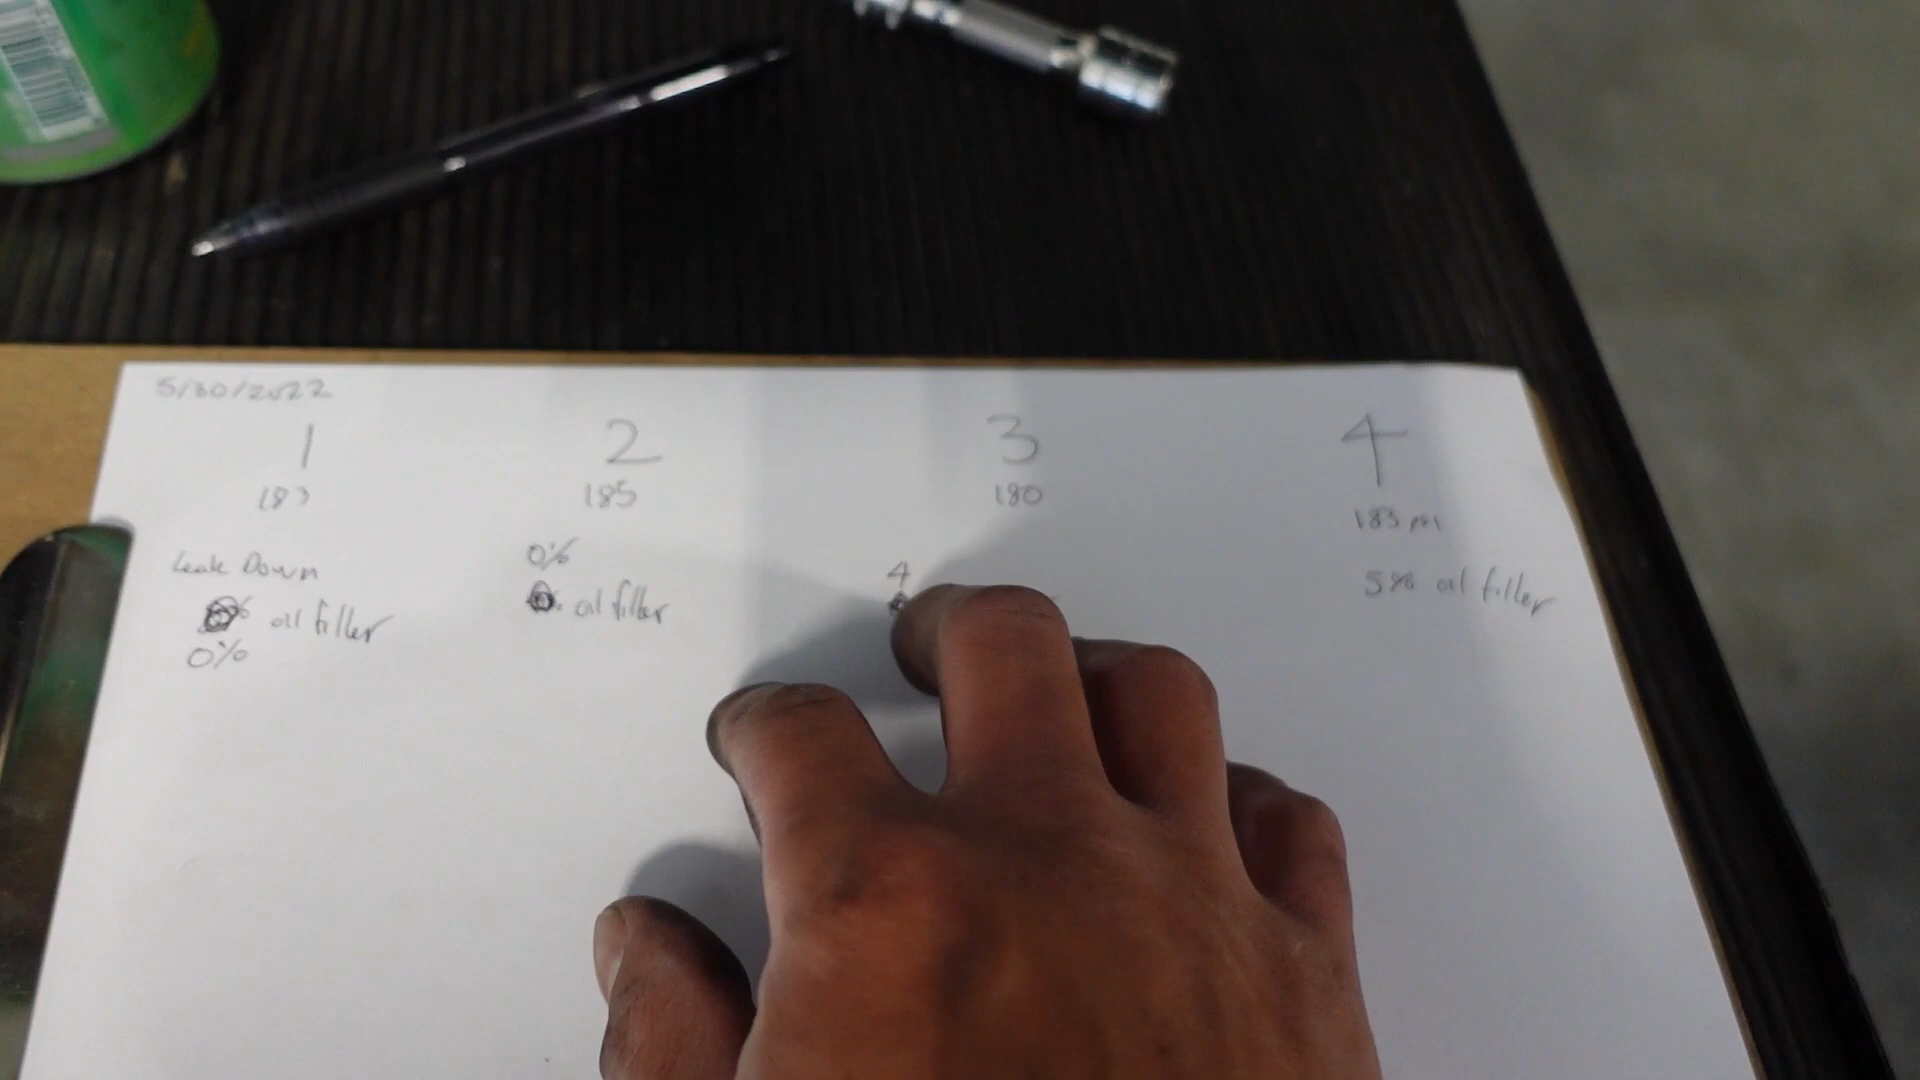 5/30/2022
1 2 3 4
183 185 180 183
Leak Down 0% 4 5% oil filler
oil filler oil filler
0%